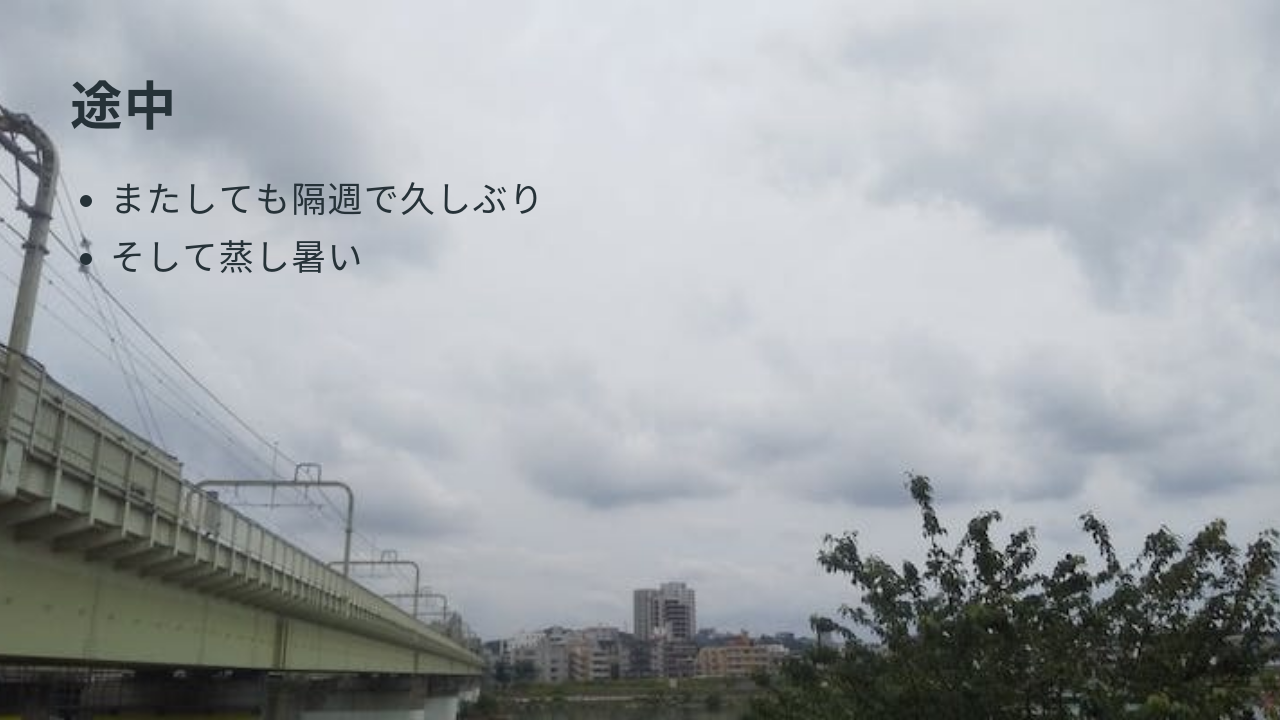 途中
またしても隔週で久しぶり
そして蒸し暑い